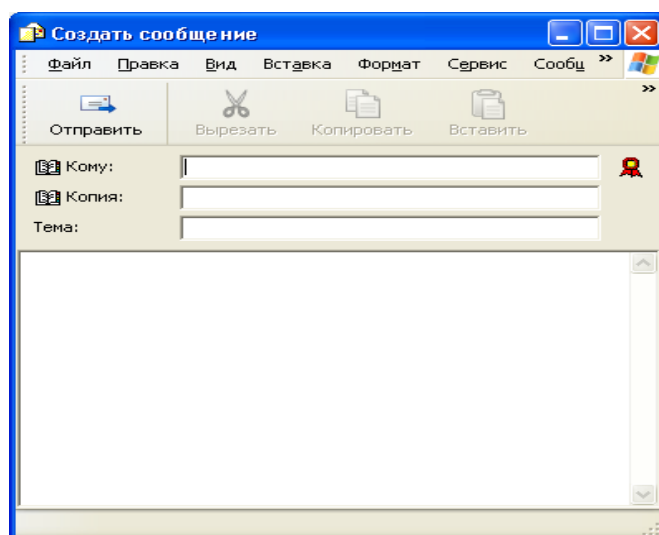 Создать сообщение
Файл Правка Вид Вставка Формат Сервис Сообщ »
»
Отправить Вырезать Копировать Вставить
Кому:
Копия:
Тема: